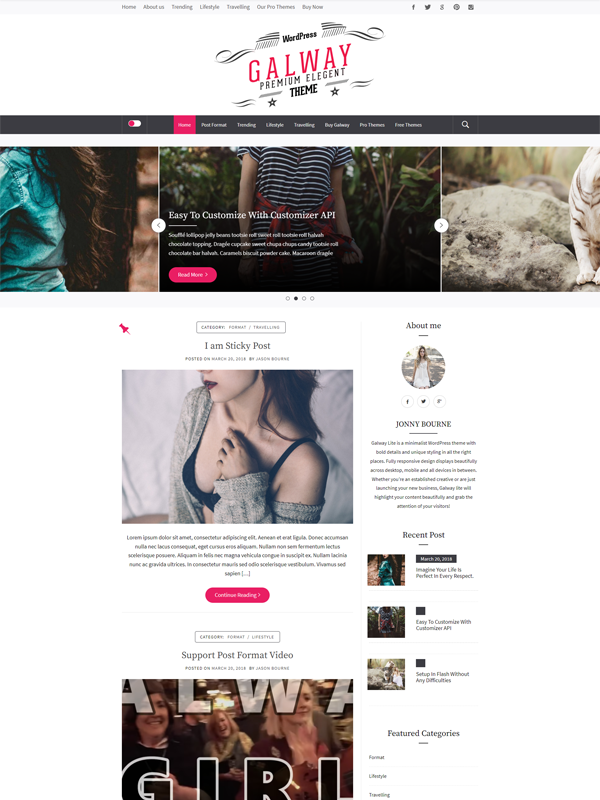 Home About us Trending Lifestyle Travelling Our Pro Themes Buy Now
WordPress
GALWAY
PREMIUM ELEGENT
THEME
Home Post Format Trending Lifestyle Travelling Buy Galway Pro Themes Free Themes
Easy To Customize With Customizer API
Soufflé lollipop jelly beans tootsie roll sweet roll tootsie roll halvah
chocolate topping. Dragée cupcake sweet chupa chups candy tootsie roll
chocolate bar halvah. Caramels biscuit powder cake. Macaroon dragée
Read More >
CATEGORY: FORMAT / TRAVELLING
I am Sticky Post
POSTED ON MARCH 20, 2018 BY JASON BOURNE
Lorem ipsum dolor sit amet, consectetur adipiscing elit. Aenean et erat ligula. Donec accumsan
nulla nec lacus consequat, eget cursus eros aliquam. Nullam non sem fermentum lectus
scelerisque posuere. Aliquam in felis nec magna vehicula congue in suscipit ex. Nullam lacinia
nunc ac gravida ultrices. In consectetur mauris sed odio scelerisque vestibulum. Vivamus sed
sapien [...]
Continue Reading >
CATEGORY: FORMAT / LIFESTYLE
Support Post Format Video
POSTED ON MARCH 20, 2018 BY JASON BOURNE
ALWA
GIRL
About me
JONNY BOURNE
Galway Lite is a minimalist WordPress theme with
bold details and unique styling in all the right
places. Fully responsive design displays beautifully
across desktop, mobile and all devices in between.
Whether you're an established creative or are just
launching your new business, Galway lite will
highlight your content beautifully and grab the
attention of your visitors!
Recent Post
March 20, 2018
Imagine Your Life Is
Perfect In Every Respect.
Easy To Customize With
Customizer API
Setup In Flash Without
Any Difficulties
Featured Categories
Format
Lifestyle
Travelling